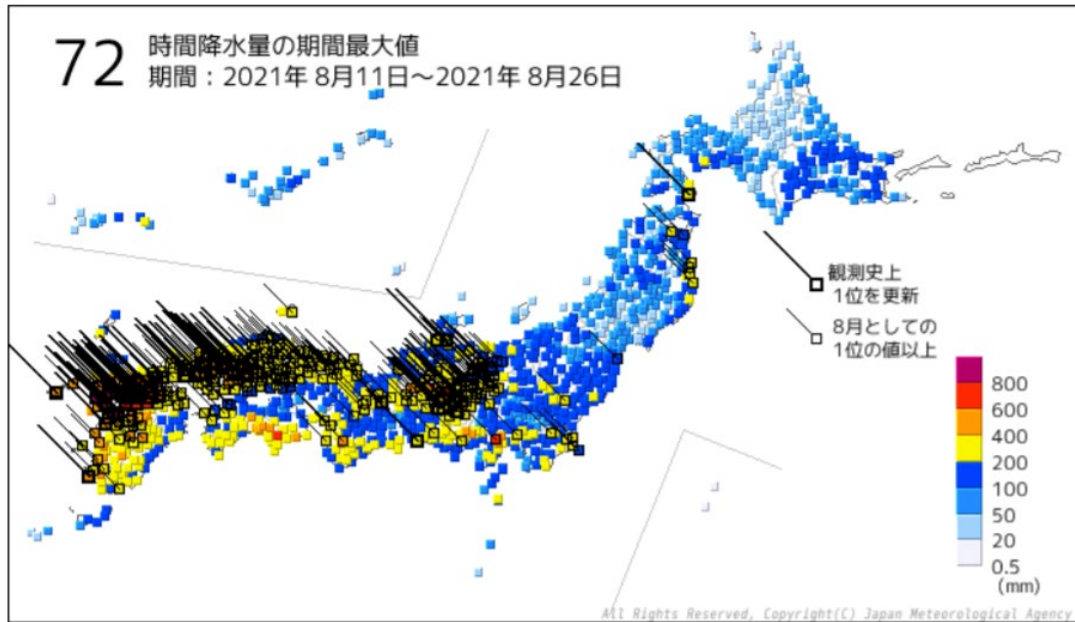 72 時間降水量の期間最大値
期間：2021年 8月11日～2021年 8月26日
観測史上
1位を更新
8月としての
1位の値以上
800
600
400
200
100
50
20
0.5
(mm)
All Rights Reserved, Copyright(C) Japan Meteorological Agency